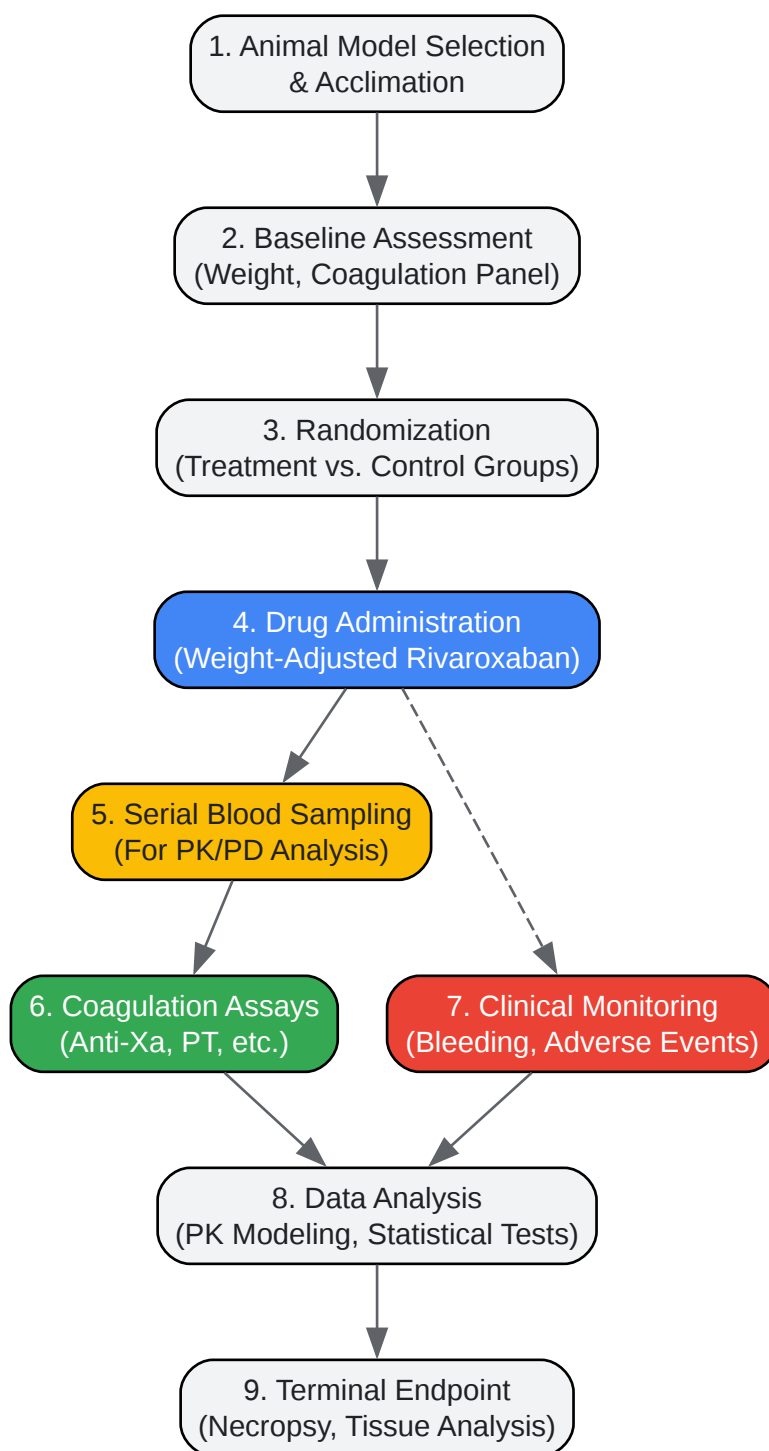 1. Animal Model Selection
& Acclimation
2. Baseline Assessment
(Weight, Coagulation Panel)
3. Randomization
(Treatment vs. Control Groups)
4. Drug Administration
(Weight-Adjusted Rivaroxaban)
5. Serial Blood Sampling
(For PK/PD Analysis)
6. Coagulation Assays
(Anti-Xa, PT, etc.)
7. Clinical Monitoring
(Bleeding, Adverse Events)
8. Data Analysis
(PK Modeling, Statistical Tests)
9. Terminal Endpoint
(Necropsy, Tissue Analysis)